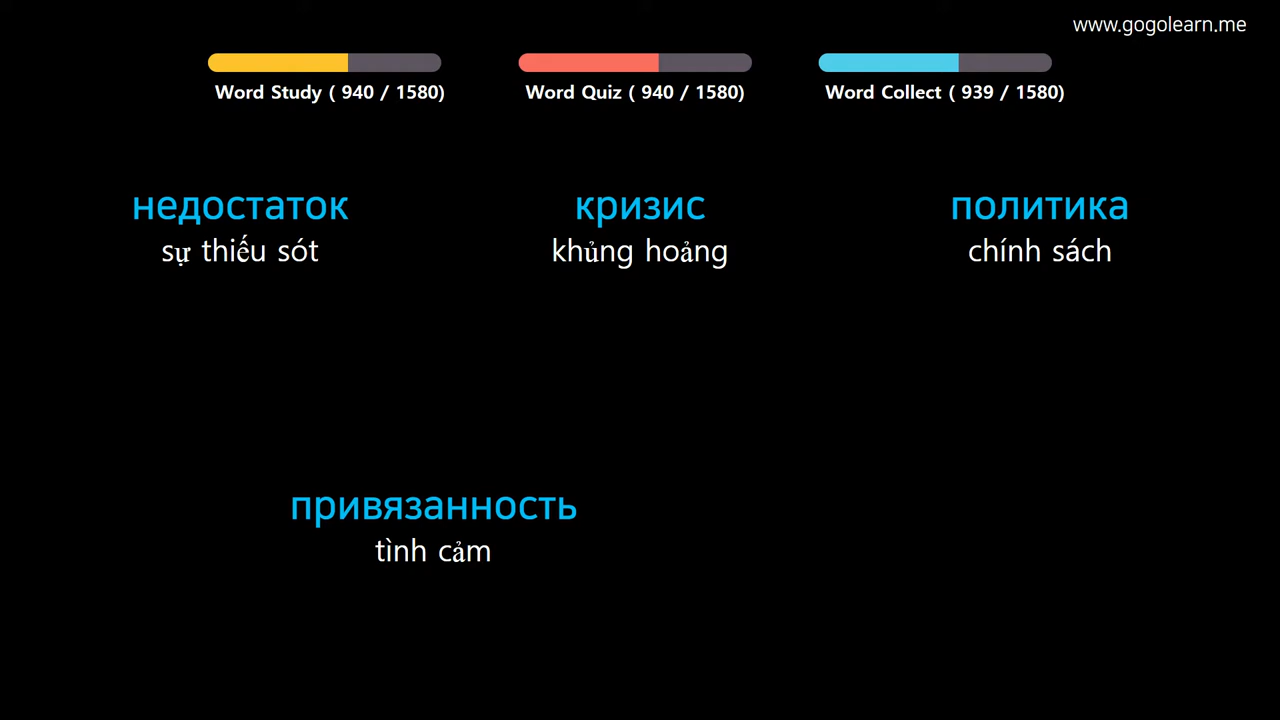 www.gogolearn.me
Word Study ( 940 / 1580)
Word Quiz ( 940 / 1580)
Word Collect ( 939 / 1580)
недостаток
sự thiếu sót
кризис
khủng hoảng
политика
chính sách
привязанность
tình cảm